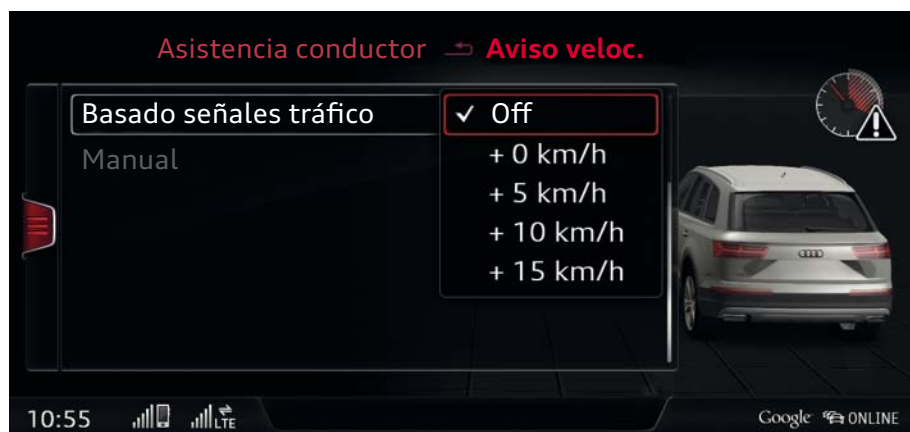 Asistencia conductor Aviso veloc.
Basado señales tráfico
✓ Off
Manual
+ 0 km/h
+ 5 km/h
+ 10 km/h
+ 15 km/h
10:55 LTE Google ONLINE